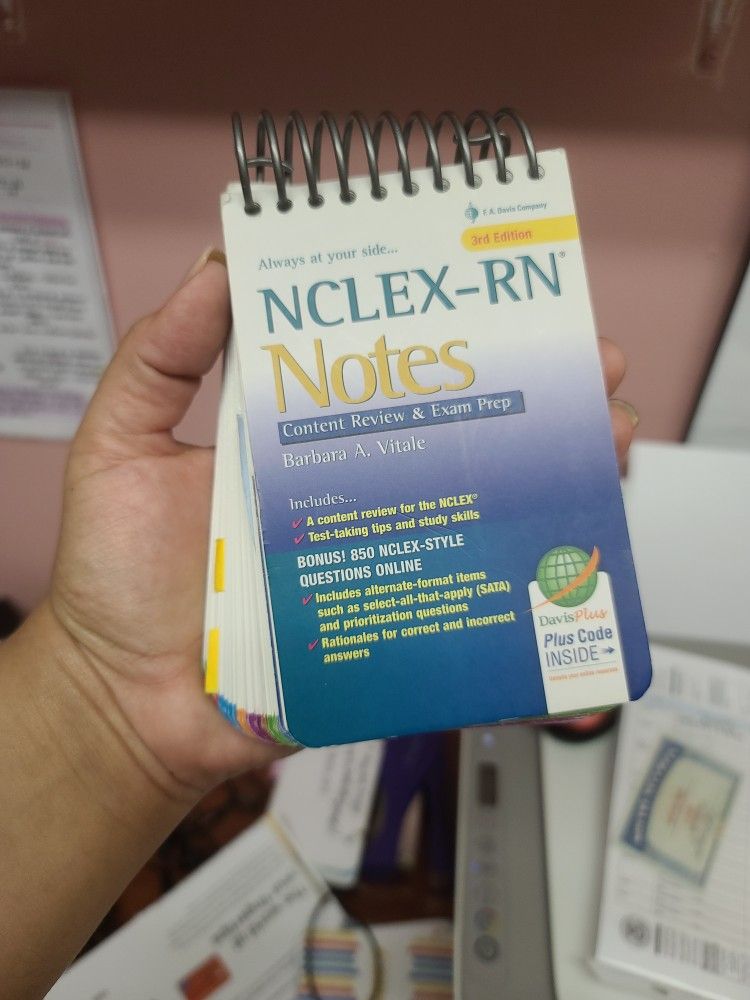 F. A. Davis Company
3rd Edition
Always at your side...
NCLEX-RN®
Notes
Content Review & Exam Prep
Barbara A. Vitale
Includes...
✓ A content review for the NCLEX®
✓ Test-taking tips and study skills
BONUS! 850 NCLEX-STYLE
QUESTIONS ONLINE
✓ Includes alternate-format items
such as select-all-that-apply (SATA)
and prioritization questions
✓ Rationales for correct and incorrect
answers
DavisPlus
Plus Code
INSIDE